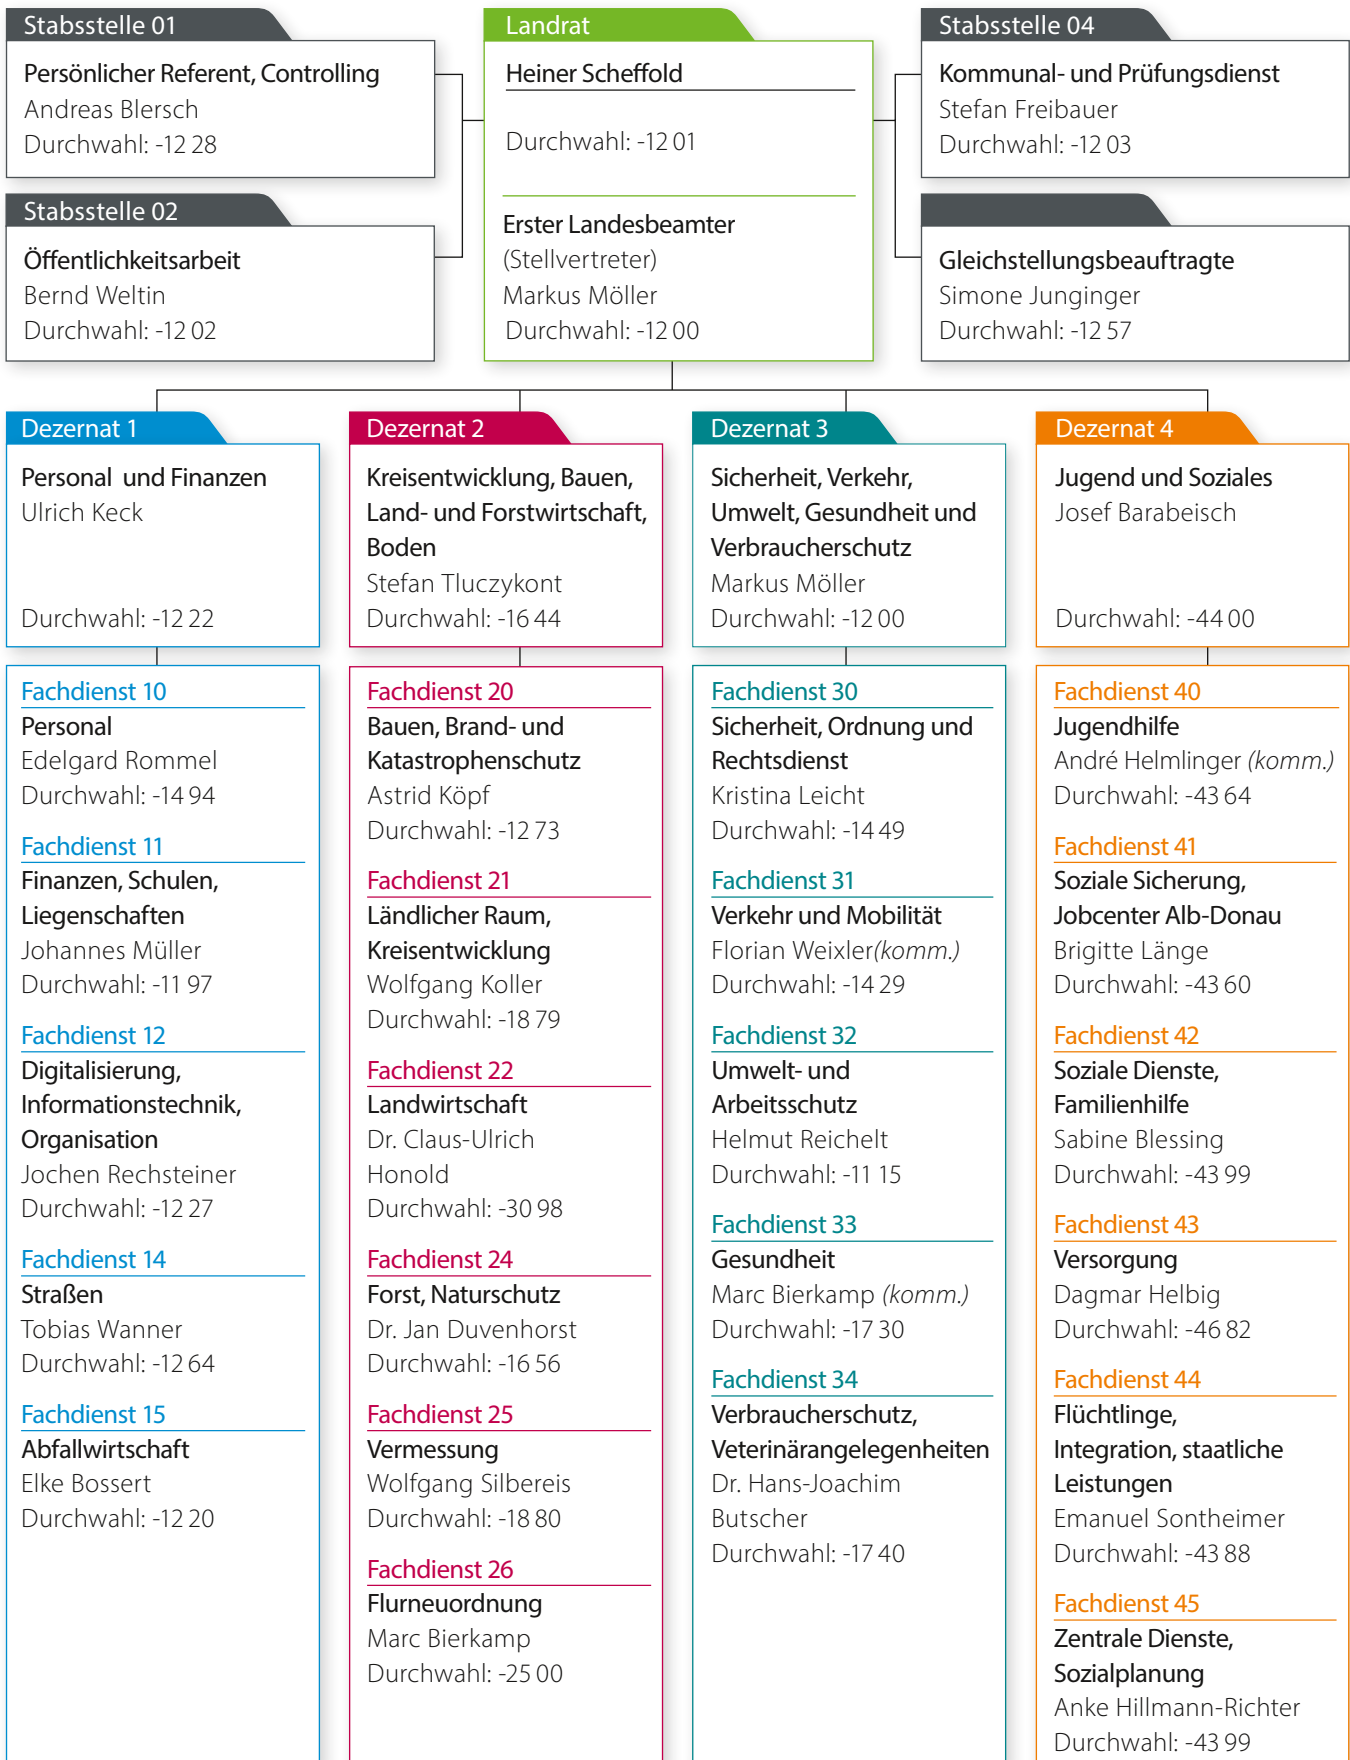 Stabsstelle 01
Persönlicher Referent, Controlling
Andreas Blersch
Durchwahl: -12 28
Stabsstelle 02
Öffentlichkeitsarbeit
Bernd Weltin
Durchwahl: -12 02
Landrat
Heiner Scheffold
Durchwahl: -12 01
Erster Landesbeamter
(Stellvertreter)
Markus Möller
Durchwahl: -12 00
Stabsstelle 04
Kommunal- und Prüfungsdienst
Stefan Freibauer
Durchwahl: -12 03
Gleichstellungsbeauftragte
Simone Junginger
Durchwahl: -12 57
Dezernat 1
Personal und Finanzen
Ulrich Keck
Durchwahl: -12 22
Fachdienst 10
Personal
Edelgard Rommel
Durchwahl: -14 94
Fachdienst 11
Finanzen, Schulen,
Liegenschaften
Johannes Müller
Durchwahl: -11 97
Fachdienst 12
Digitalisierung,
Informationstechnik,
Organisation
Jochen Rechsteiner
Durchwahl: -12 27
Fachdienst 14
Straßen
Tobias Wanner
Durchwahl: -12 64
Fachdienst 15
Abfallwirtschaft
Elke Bossert
Durchwahl: -12 20
Dezernat 2
Kreisentwicklung, Bauen,
Land- und Forstwirtschaft,
Boden
Stefan Tluczykont
Durchwahl: -16 44
Fachdienst 20
Bauen, Brand- und
Katastrophenschutz
Astrid Köpf
Durchwahl: -12 73
Fachdienst 21
Ländlicher Raum,
Kreisentwicklung
Wolfgang Koller
Durchwahl: -18 79
Fachdienst 22
Landwirtschaft
Dr. Claus-Ulrich
Honold
Durchwahl: -30 98
Fachdienst 24
Forst, Naturschutz
Dr. Jan Duvenhorst
Durchwahl: -16 56
Fachdienst 25
Vermessung
Wolfgang Silbereis
Durchwahl: -18 80
Fachdienst 26
Flurneuordnung
Marc Bierkamp
Durchwahl: -25 00
Dezernat 3
Sicherheit, Verkehr,
Umwelt, Gesundheit und
Verbraucherschutz
Markus Möller
Durchwahl: -12 00
Fachdienst 30
Sicherheit, Ordnung und
Rechtsdienst
Kristina Leicht
Durchwahl: -14 49
Fachdienst 31
Verkehr und Mobilität
Florian Weixler(komm.)
Durchwahl: -14 29
Fachdienst 32
Umwelt- und
Arbeitsschutz
Helmut Reichelt
Durchwahl: -11 15
Fachdienst 33
Gesundheit
Marc Bierkamp (komm.)
Durchwahl: -17 30
Fachdienst 34
Verbraucherschutz,
Veterinärangelegenheiten
Dr. Hans-Joachim
Butscher
Durchwahl: -17 40
Dezernat 4
Jugend und Soziales
Josef Barabeisch
Durchwahl: -44 00
Fachdienst 40
Jugendhilfe
André Helmlinger (komm.)
Durchwahl: -43 64
Fachdienst 41
Soziale Sicherung,
Jobcenter Alb-Donau
Brigitte Länge
Durchwahl: -43 60
Fachdienst 42
Soziale Dienste,
Familienhilfe
Sabine Blessing
Durchwahl: -43 99
Fachdienst 43
Versorgung
Dagmar Helbig
Durchwahl: -46 82
Fachdienst 44
Flüchtlinge,
Integration, staatliche
Leistungen
Emanuel Sontheimer
Durchwahl: -43 88
Fachdienst 45
Zentrale Dienste,
Sozialplanung
Anke Hillmann-Richter
Durchwahl: -43 99